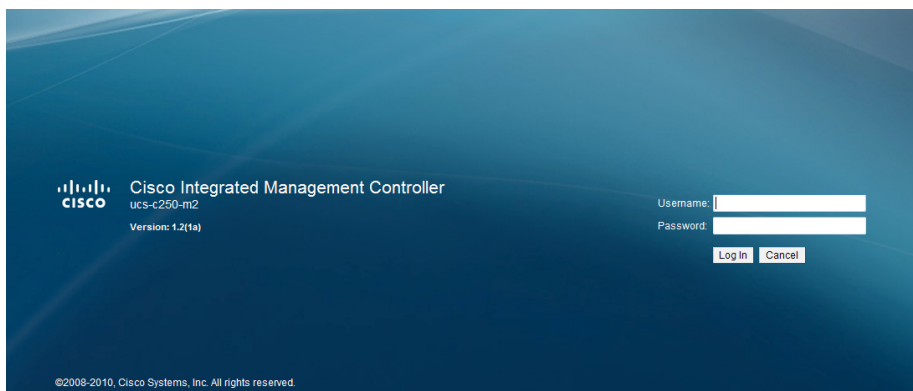 CISCO
Cisco Integrated Management Controller
ucs-c250-m2
Version: 1.2(1a)
Username:
Password:
Log In Cancel
©2008-2010, Cisco Systems, Inc. All rights reserved.